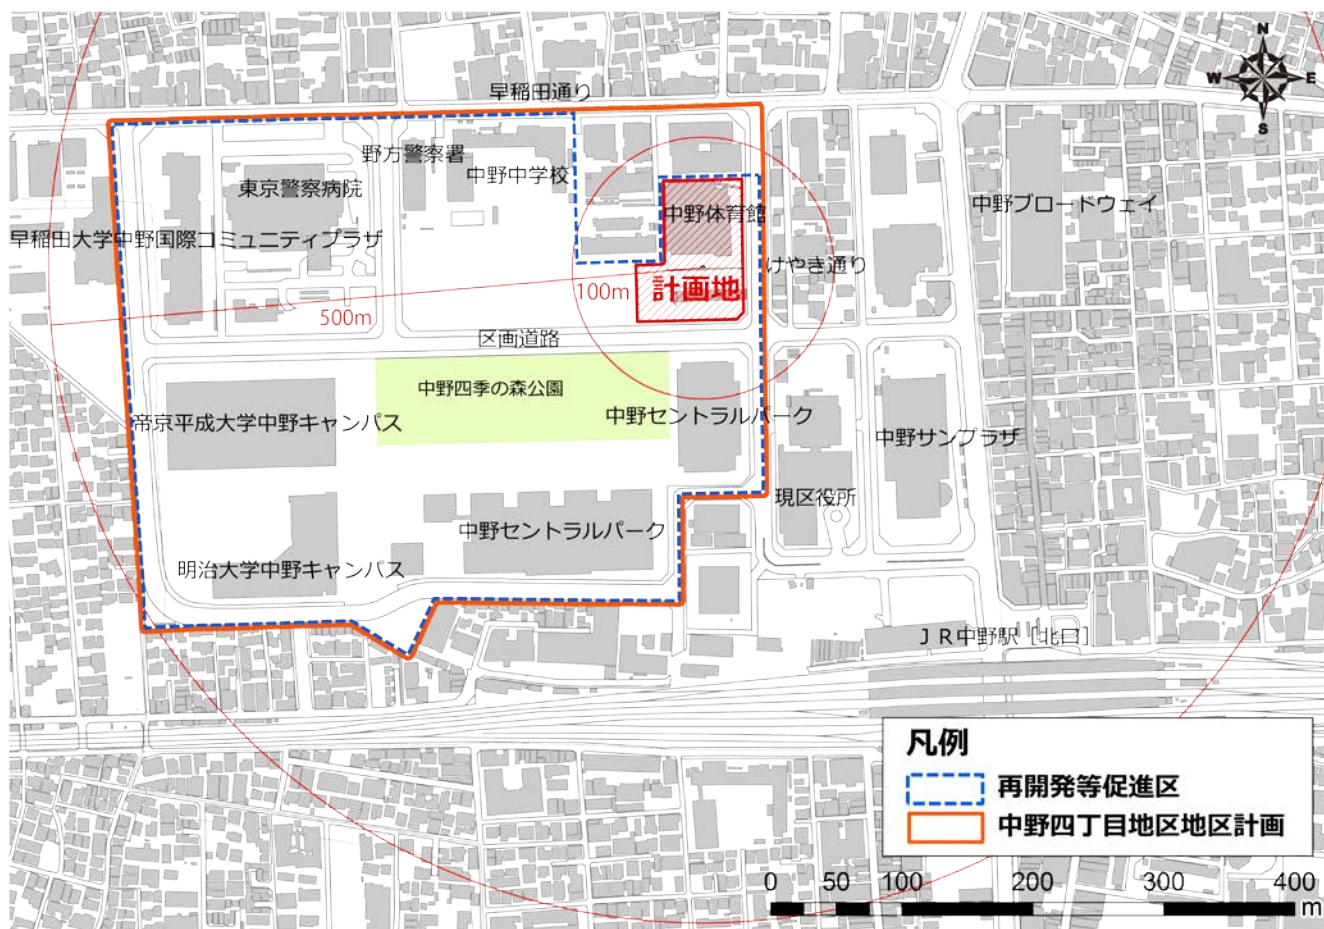 N
W
E
S
早稲田通り
野方警察署
中野中学校
東京警察病院
中野体育館
中野ブロードウェイ
早稲田大学中野国際コミュニティプラザ
けやき通り
計画地
100m
500m
区画道路
中野四季の森公園
帝京平成大学中野キャンパス
中野セントラルパーク
中野サンプラザ
現区役所
中野セントラルパーク
明治大学中野キャンパス
JR中野駅 [北口]
凡例
再開発等促進区
中野四丁目地区地区計画
0 50 100 200 300 400
m